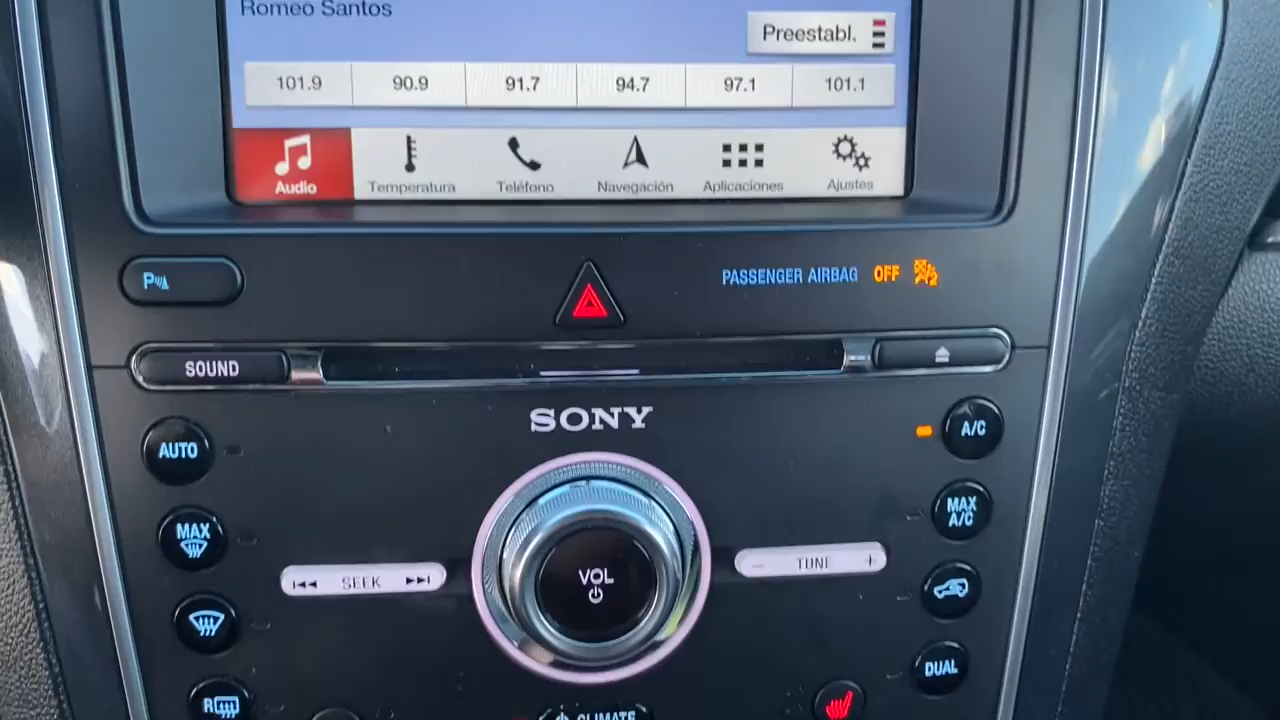 Romeo Santos
Preestabl.
101.9 90.9 91.7 94.7 97.1 101.1
Audio Temperatura Teléfono Navegación Aplicaciones Ajustes
P
PASSENGER AIRBAG OFF
SOUND
SONY
AUTO
A/C
MAX
MAX
A/C
SEEK
VOL
− TUNE +
DUAL
R
CLIMATE